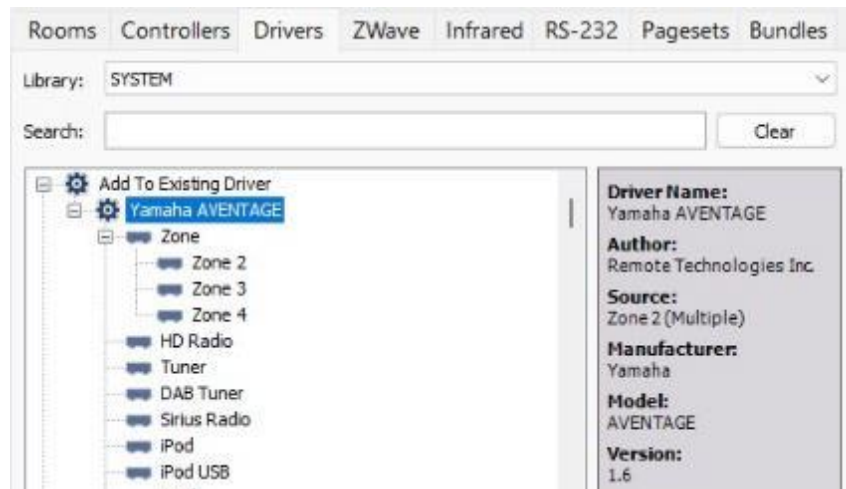 Rooms Controllers Drivers ZWave Infrared RS-232 Pagesets Bundles
Library: SYSTEM
Search: Clear
Add To Existing Driver
Yamaha AVENTAGE
Zone
Zone 2
Zone 3
Zone 4
HD Radio
Tuner
DAB Tuner
Sirius Radio
iPod
iPod USB
Driver Name:
Yamaha AVENTAGE
Author:
Remote Technologies Inc.
Source:
Zone 2 (Multiple)
Manufacturer:
Yamaha
Model:
AVENTAGE
Version:
1.6